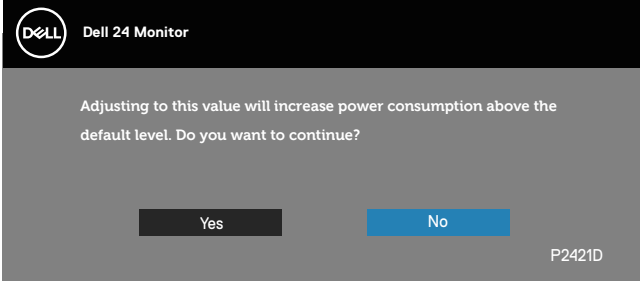 DELL
Dell 24 Monitor
Adjusting to this value will increase power consumption above the
default level. Do you want to continue?
Yes No
P2421D